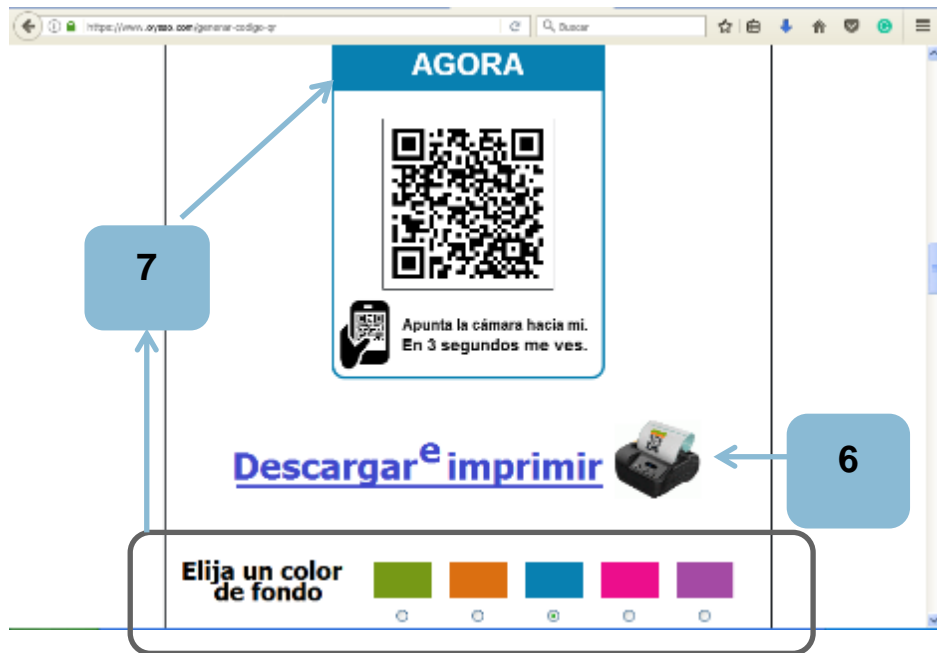 https://www.oymso.com/generar-codigo-qr
Buscar
AGORA
7
Apunta la cámara hacia mi.
En 3 segundos me ves.
Descargar e imprimir
6
Elija un color
de fondo